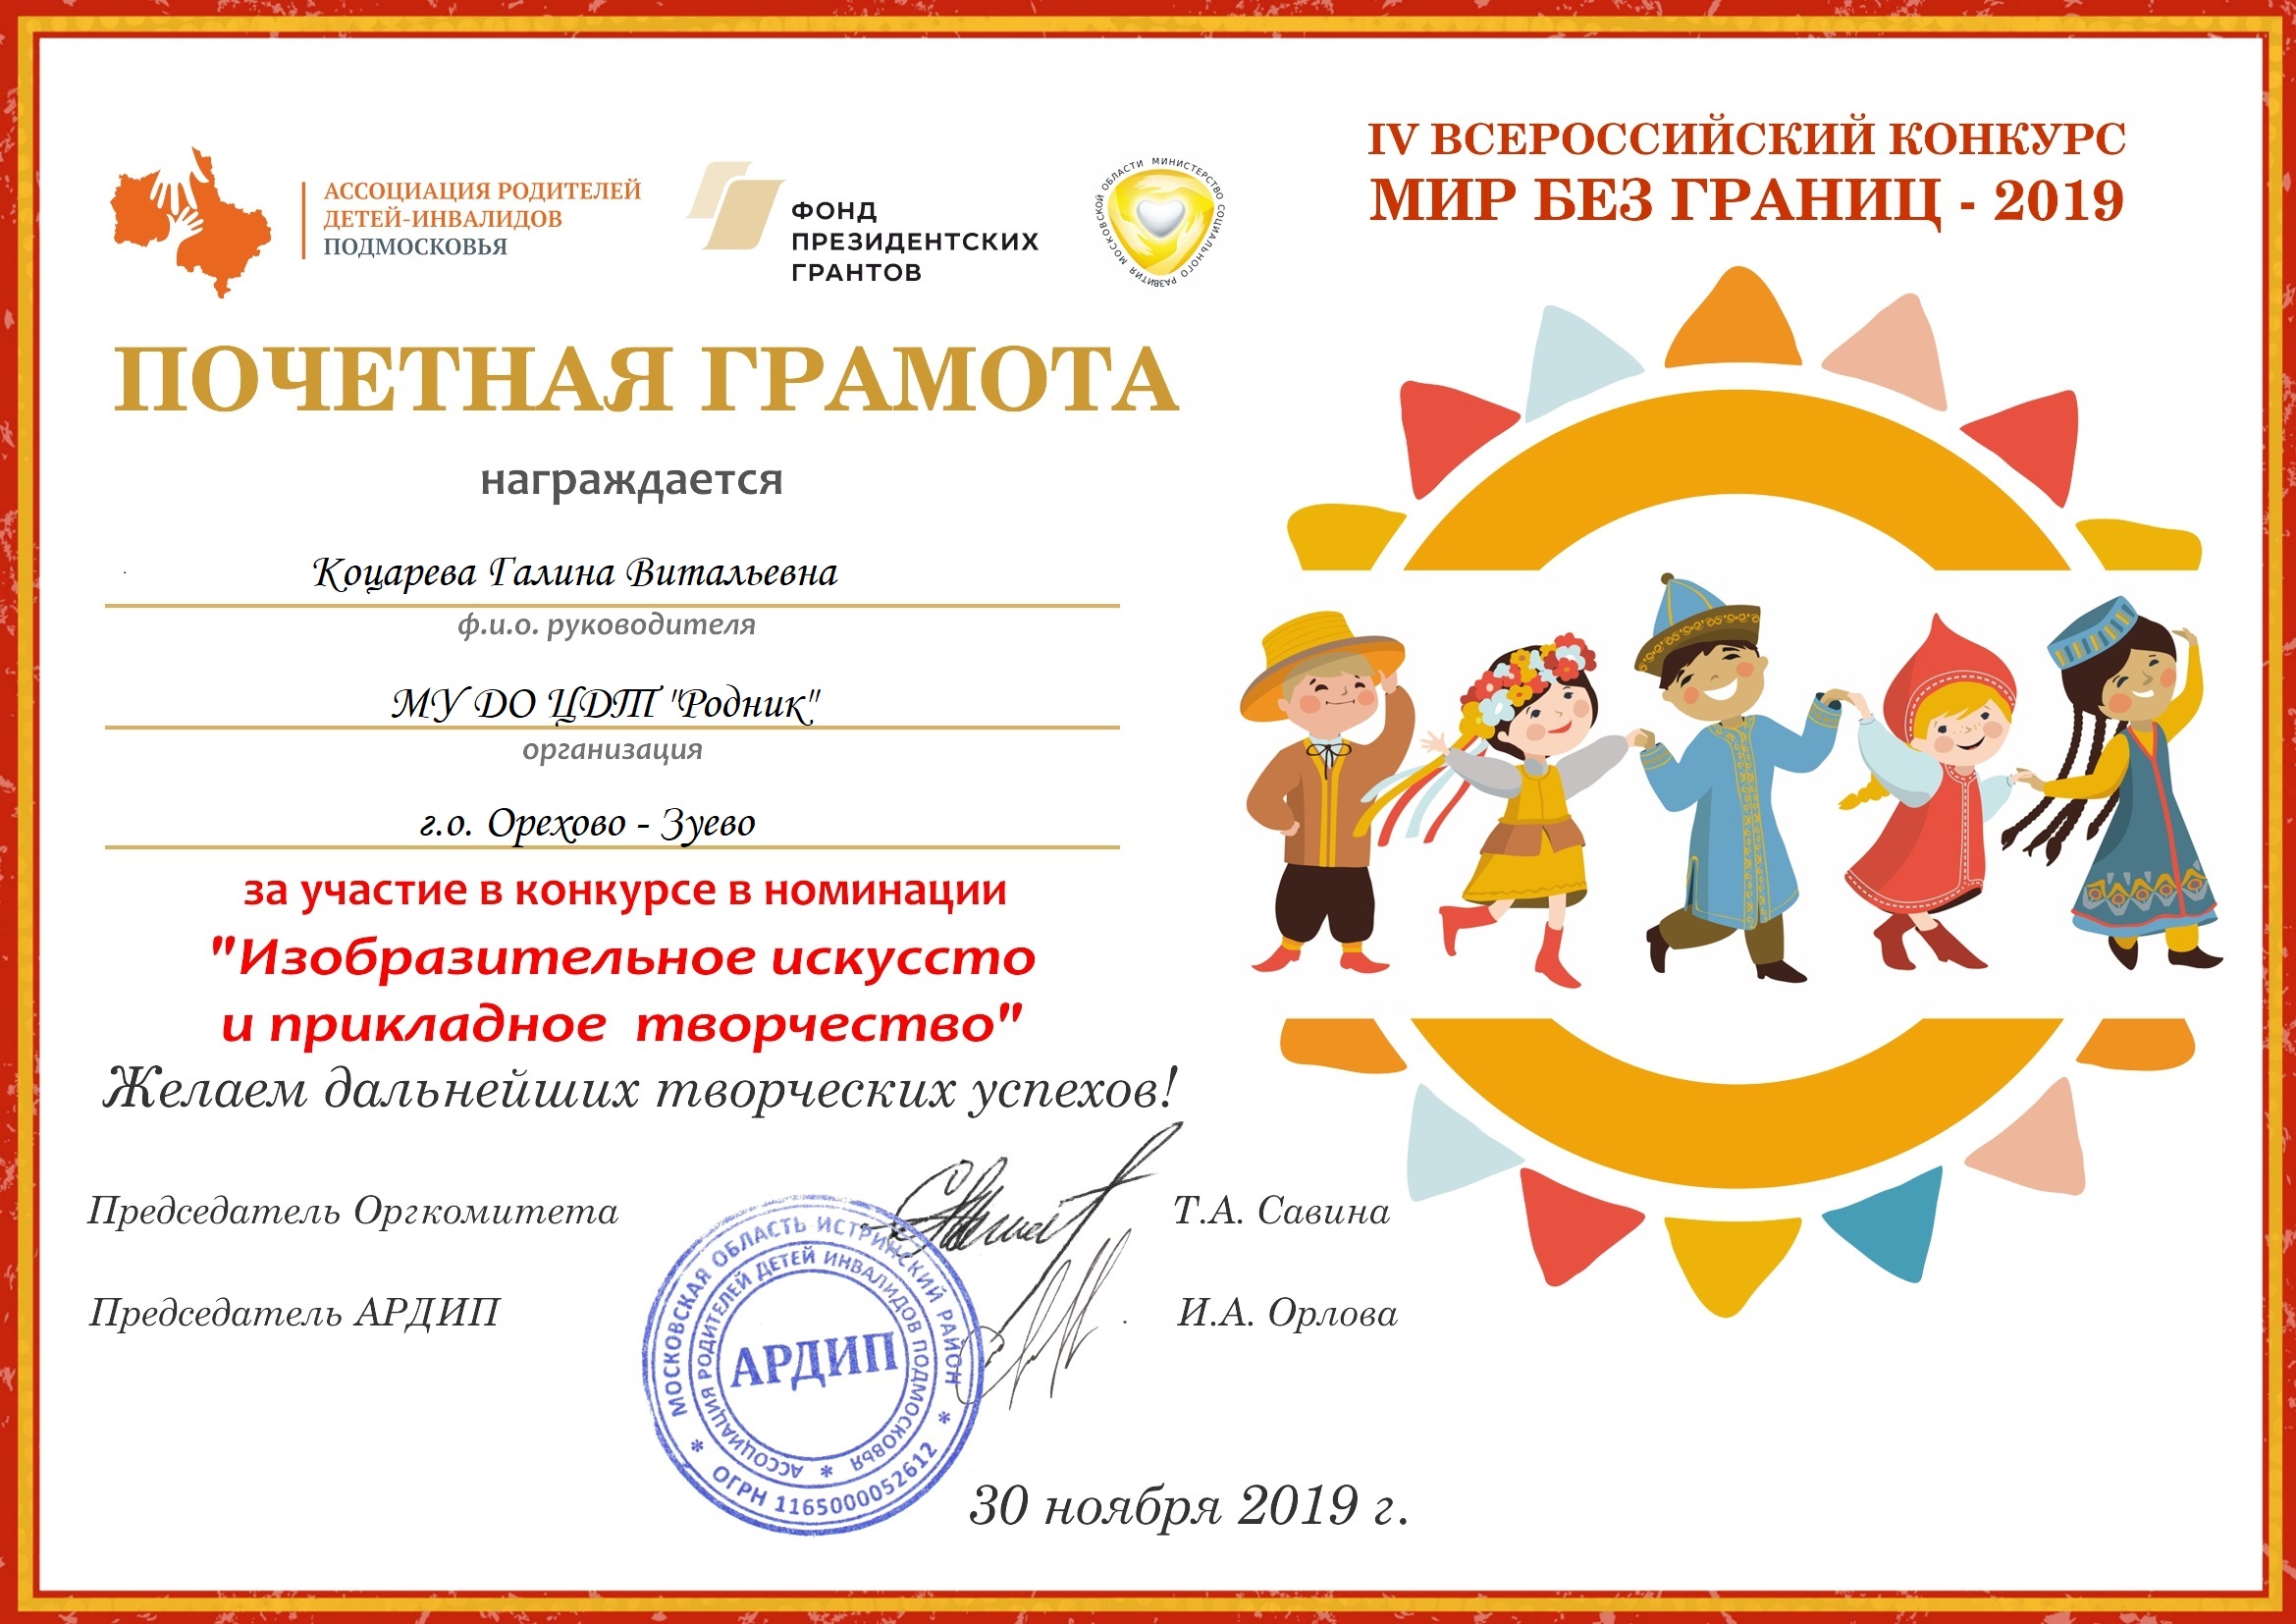 АССОЦИАЦИЯ РОДИТЕЛЕЙ
ДЕТЕЙ-ИНВАЛИДОВ
ПОДМОСКОВЬЯ
ФОНД
ПРЕЗИДЕНТСКИХ
ГРАНТОВ
МИНИСТЕРСТВО СОЦИАЛЬНОГО РАЗВИТИЯ МОСКОВСКОЙ ОБЛАСТИ
IV ВСЕРОССИЙСКИЙ КОНКУРС
МИР БЕЗ ГРАНИЦ - 2019
ПОЧЕТНАЯ ГРАМОТА
награждается
Коцарева Галина Витальевна
ф.и.о. руководителя
МУ ДО ЦДТ "Родник"
организация
г.о. Орехово - Зуево
за участие в конкурсе в номинации
"Изобразительное искуссто
и прикладное творчество"
Желаем дальнейших творческих успехов!
Председатель Оргкомитета
Т.А. Савина
Председатель АРДИП
И.А. Орлова
МОСКОВСКАЯ ОБЛАСТЬ ИСТРИНСКИЙ РАЙОН
* ОГРН 1165000052612 *
АССОЦИАЦИЯ РОДИТЕЛЕЙ ДЕТЕЙ ИНВАЛИДОВ ПОДМОСКОВЬЯ *
АРДИП
30 ноября 2019 г.